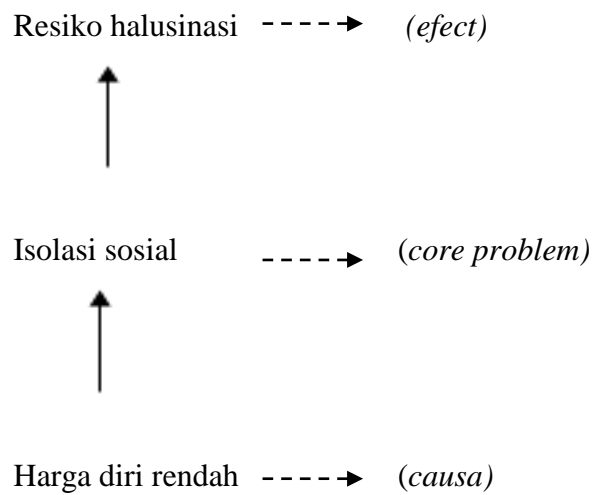 Resiko halusinasi (efect)
Isolasi sosial (core problem)
Harga diri rendah (causa)